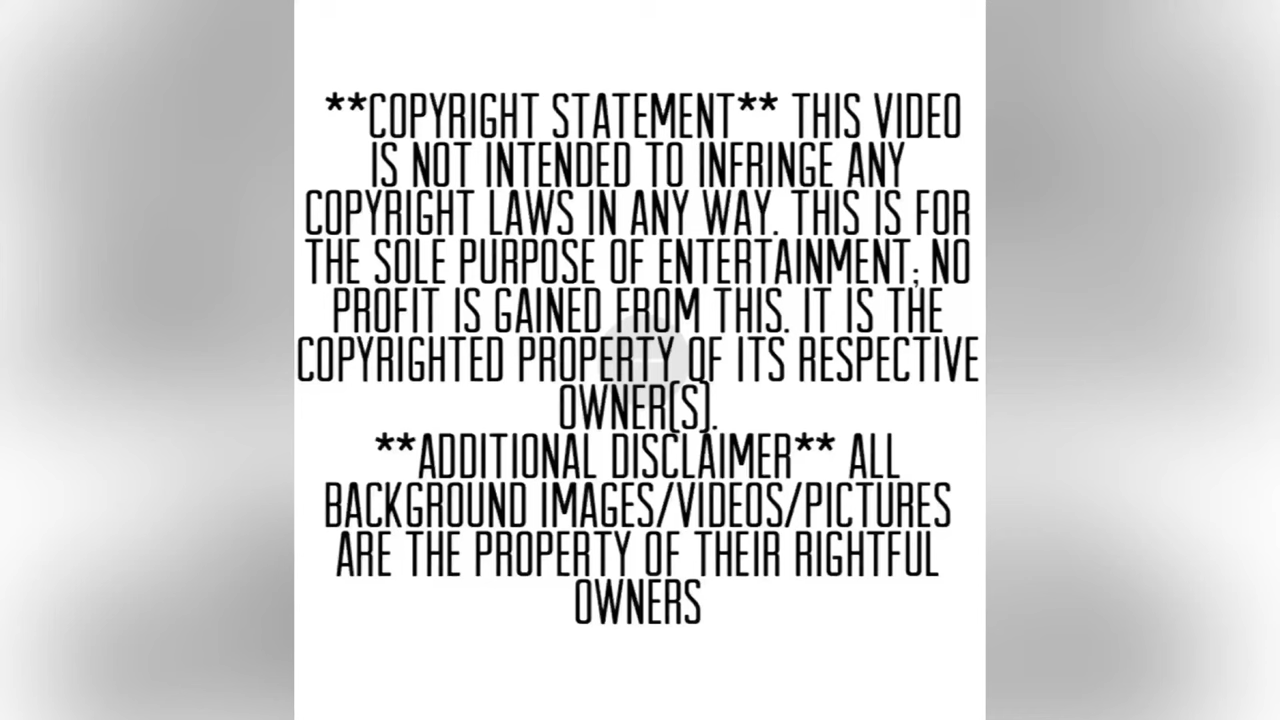 **COPYRIGHT STATEMENT** THIS VIDEO
IS NOT INTENDED TO INFRINGE ANY
COPYRIGHT LAWS IN ANY WAY. THIS IS FOR
THE SOLE PURPOSE OF ENTERTAINMENT; NO
PROFIT IS GAINED FROM THIS. IT IS THE
COPYRIGHTED PROPERTY OF ITS RESPECTIVE
OWNER(S).
**ADDITIONAL DISCLAIMER** ALL
BACKGROUND IMAGES/VIDEOS/PICTURES
ARE THE PROPERTY OF THEIR RIGHTFUL
OWNERS